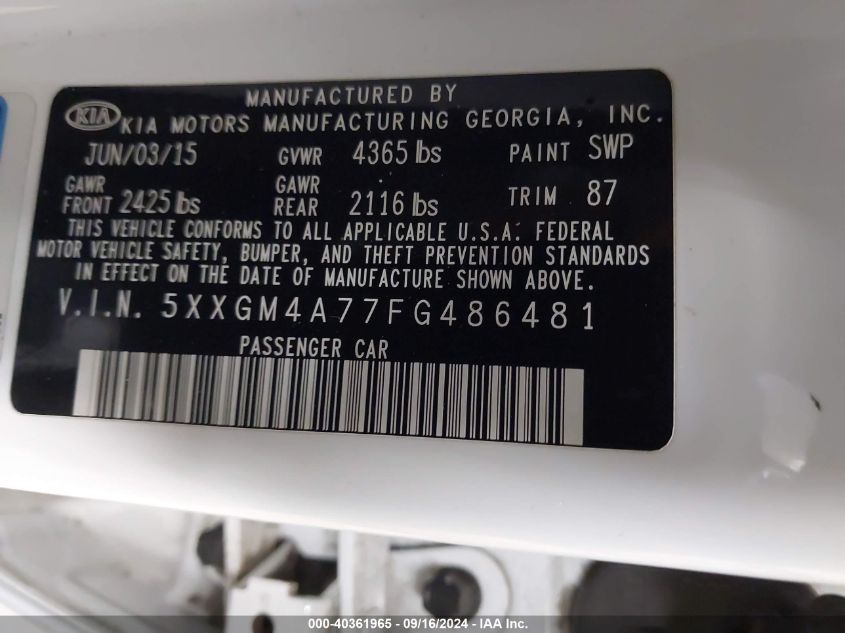 MANUFACTURED BY
KIA KIA MOTORS MANUFACTURING GEORGIA, INC.
JUN/03/15 GVWR 4365 lbs PAINT SWP
GAWR FRONT 2425 lbs GAWR REAR 2116 lbs TRIM 87
THIS VEHICLE CONFORMS TO ALL APPLICABLE U.S.A. FEDERAL
MOTOR VEHICLE SAFETY, BUMPER, AND THEFT PREVENTION STANDARDS
IN EFFECT ON THE DATE OF MANUFACTURE SHOWN ABOVE.
V.I.N. 5XXGM4A77FG486481
PASSENGER CAR
000-40361965 - 09/16/2024 - IAA Inc.